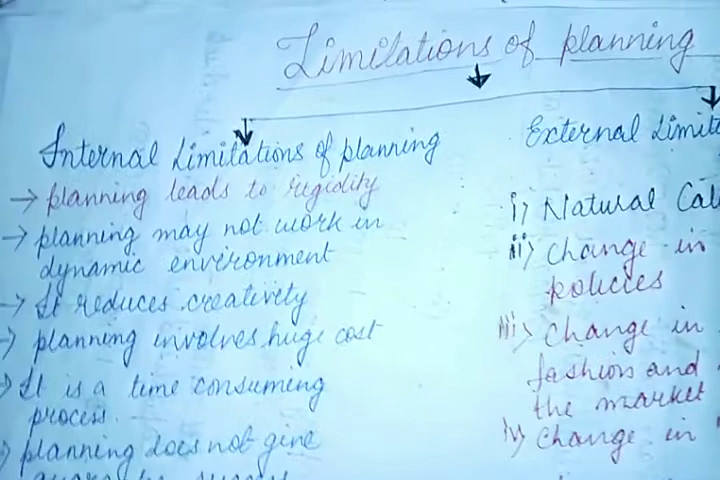 Limitations of planning
Internal Limitations of planning
→ planning leads to rigidity
→ planning may not work in
dynamic environment
→ It reduces creativity
→ planning involves huge cost
→ It is a time consuming
process.
→ planning does not give
External
i) Natural
ii) Change in
policies
iii) Change in
fashion and
the market
iv) Change in